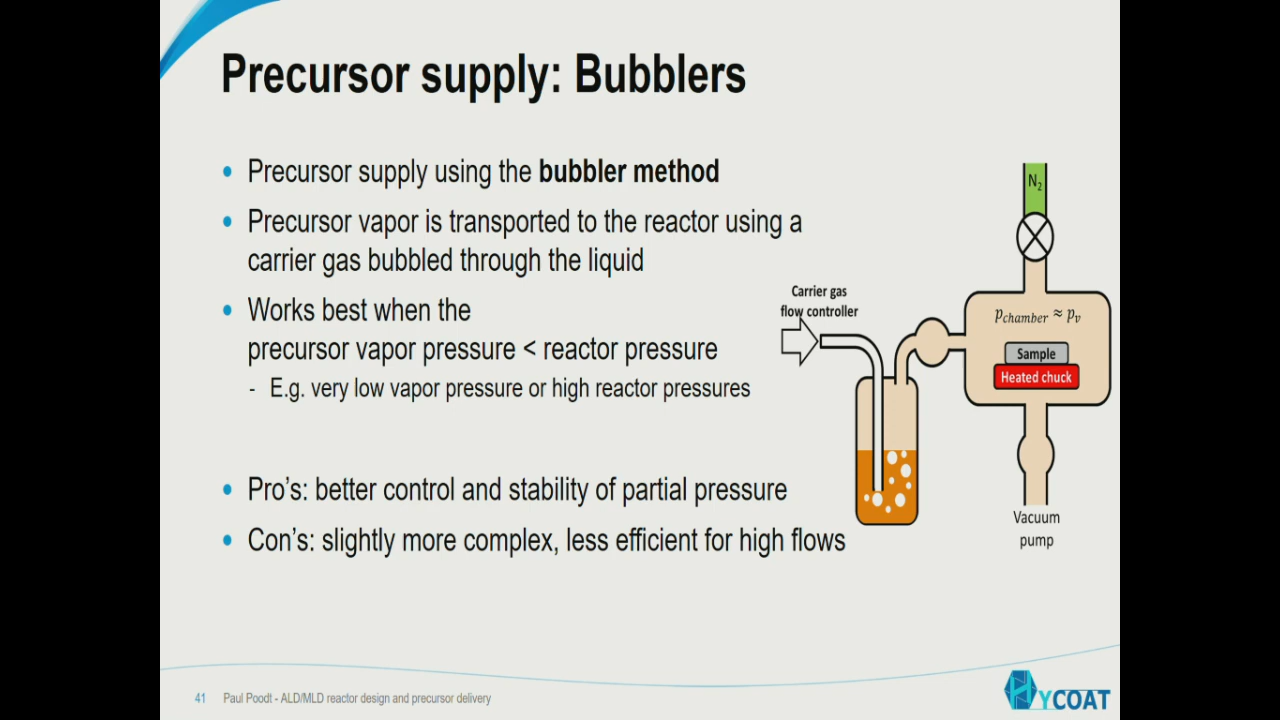 Precursor supply: Bubblers
• Precursor supply using the bubbler method
• Precursor vapor is transported to the reactor using a
carrier gas bubbled through the liquid
• Works best when the
precursor vapor pressure < reactor pressure
- E.g. very low vapor pressure or high reactor pressures
• Pro’s: better control and stability of partial pressure
• Con’s: slightly more complex, less efficient for high flows
N₂
Carrier gas
flow controller
p_chamber ≈ p_v
Sample
Heated chuck
Vacuum
pump
41 Paul Poodt - ALD/MLD reactor design and precursor delivery
HYCOAT